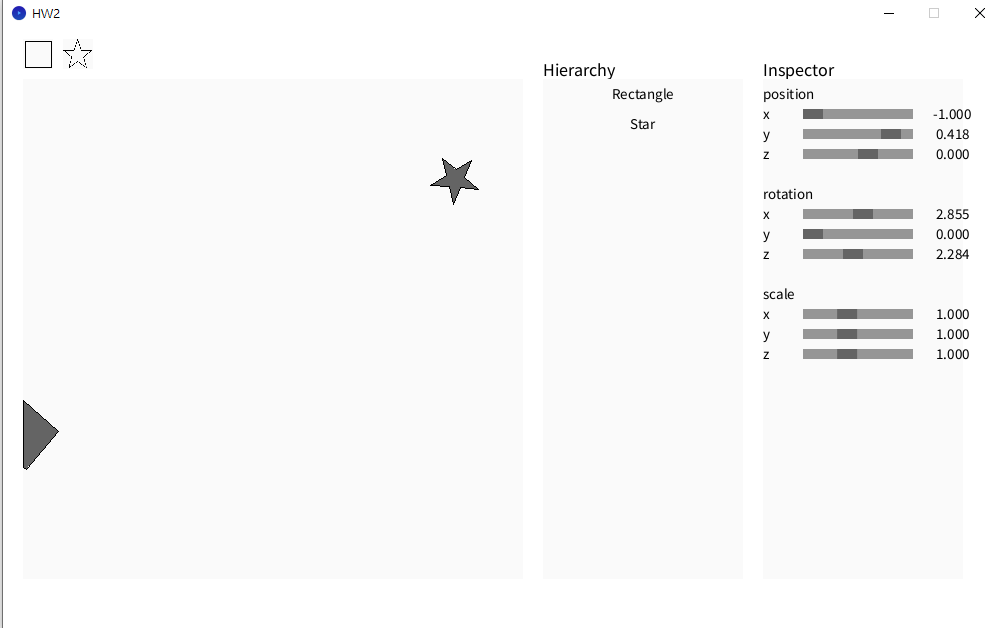 HW2
Hierarchy
Inspector
Rectangle
Star
position
x -1.000
y 0.418
z 0.000
rotation
x 2.855
y 0.000
z 2.284
scale
x 1.000
y 1.000
z 1.000